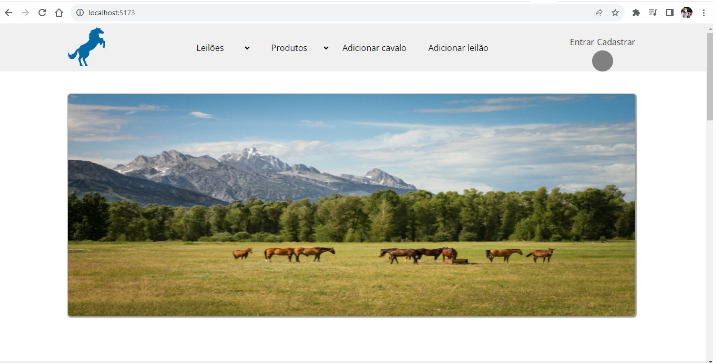 localhost:5173
Leilões Produtos Adicionar cavalo Adicionar leilão
Entrar Cadastrar